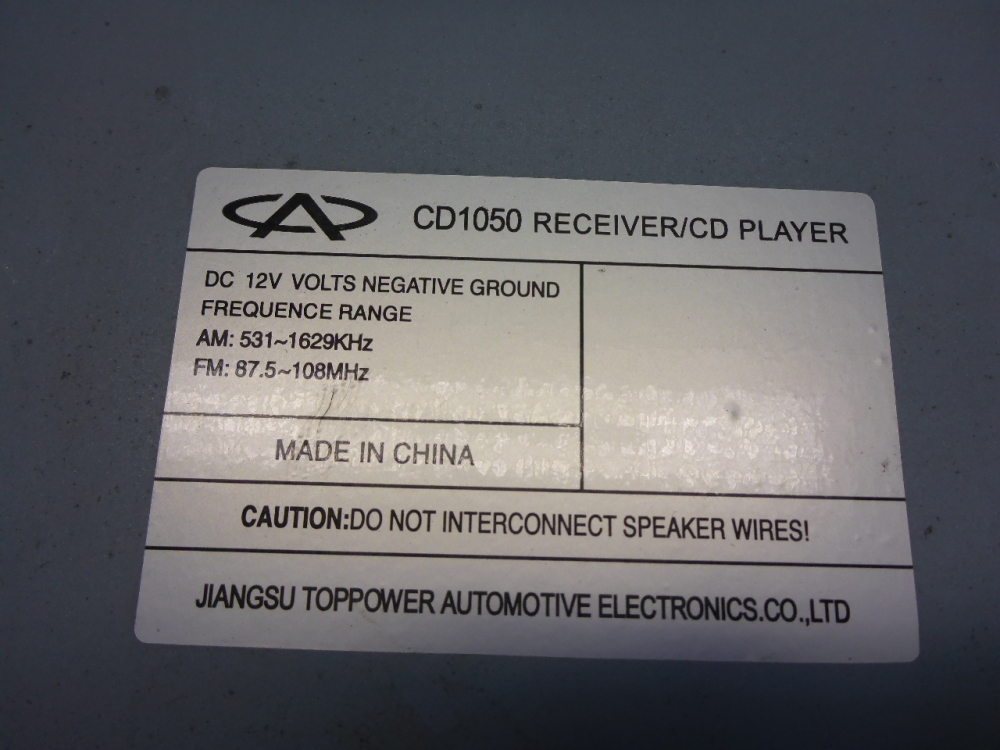 CD1050 RECEIVER/CD PLAYER
DC 12V VOLTS NEGATIVE GROUND
FREQUENCE RANGE
AM: 531~1629KHz
FM: 87.5~108MHz
MADE IN CHINA
CAUTION:DO NOT INTERCONNECT SPEAKER WIRES!
JIANGSU TOPPOWER AUTOMOTIVE ELECTRONICS.CO.,LTD